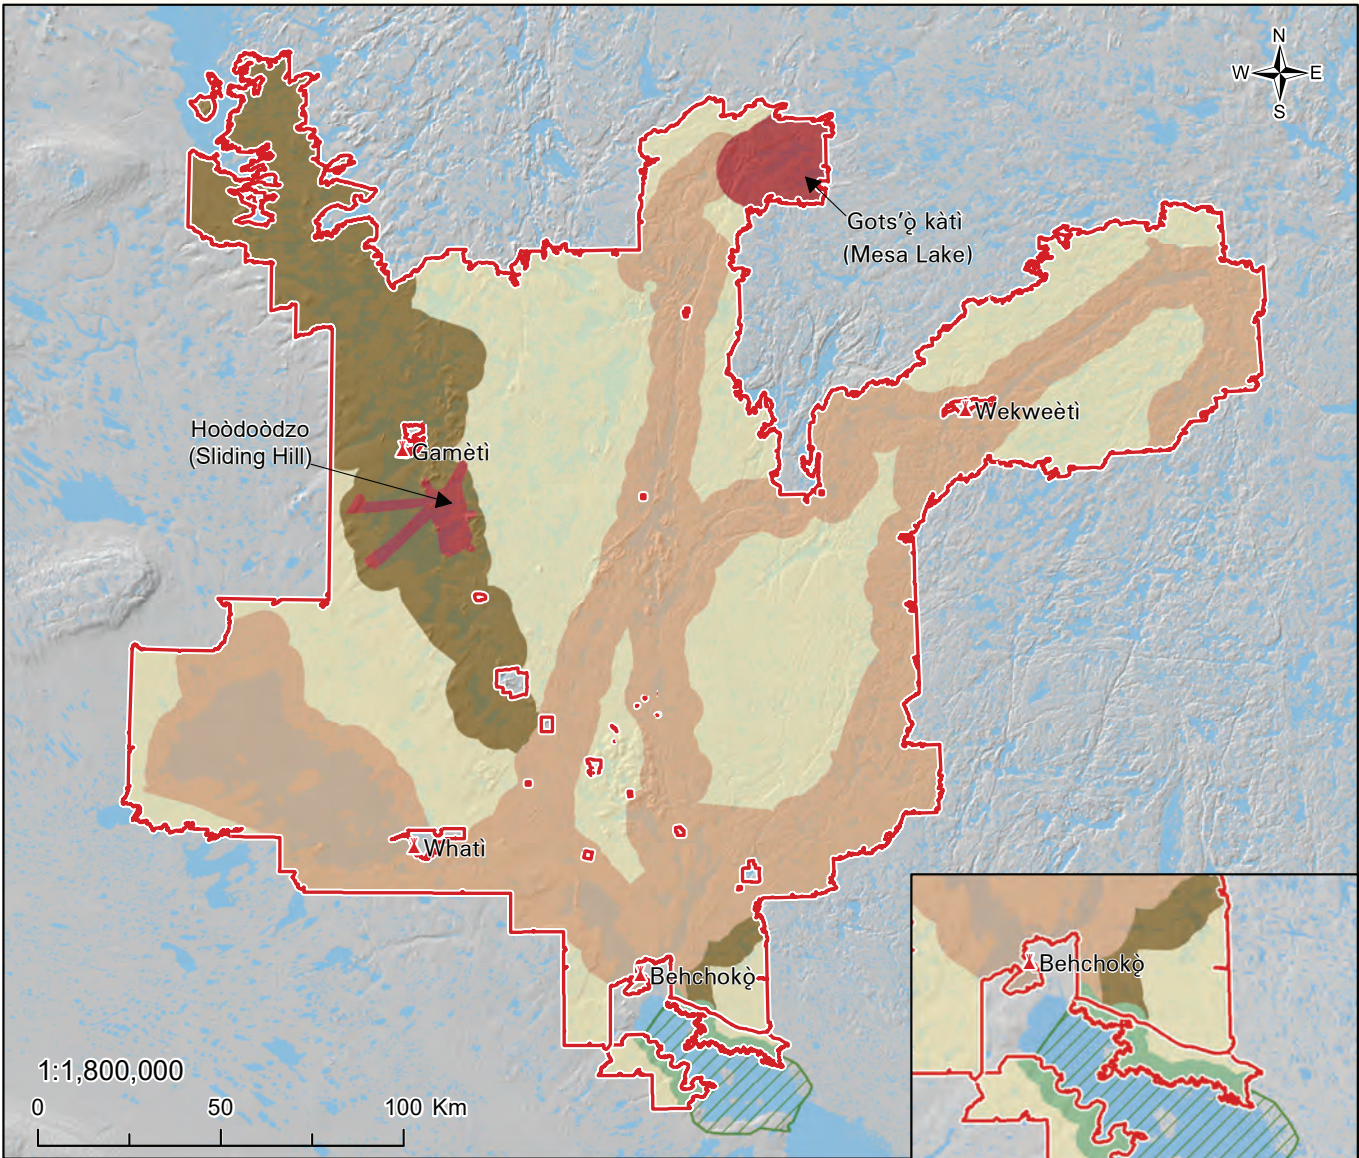 N
W E
S
Gots’ǫ̀ kàtì
(Mesa Lake)
Wekweètì
Hoòdoòdzo
(Sliding Hill)
Gamètì
Whatì
Behchokǫ̀
Behchokǫ̀
1:1,800,000
0 50 100 Km